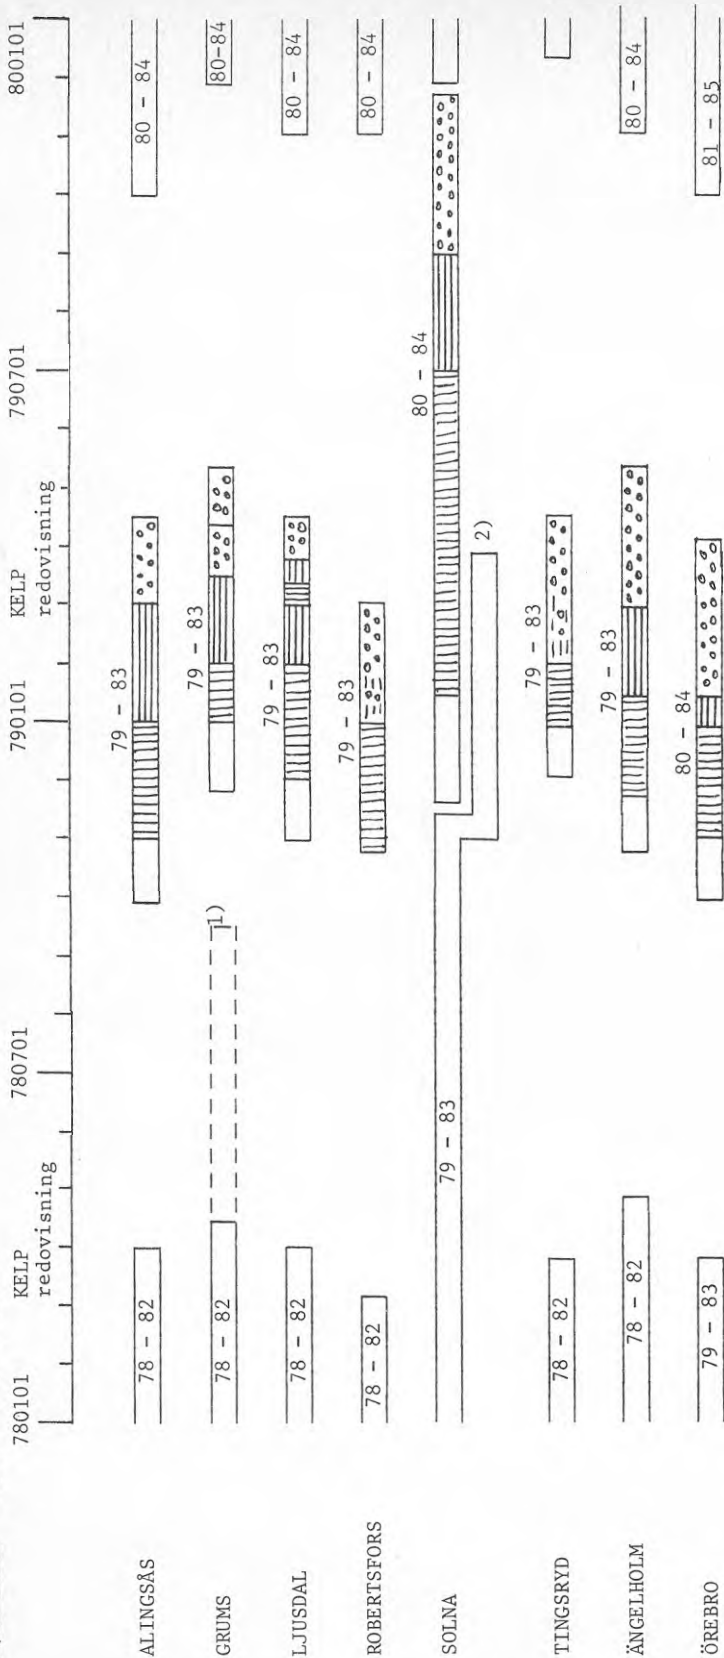 780101 KELP redovisning 780701 790101 KELP redovisning 790701 800101
ALINGSÅS 78 - 82 79 - 83 80 - 84
GRUMS 78 - 82 1) 79 - 83 80-84
LJUSDAL 78 - 82 79 - 83 80 - 84
ROBERTSFORS 78 - 82 79 - 83 80 - 84
SOLNA 79 - 83 2) 80 - 84
TINGSRYD 78 - 82 79 - 83
ÄNGELHOLM 78 - 82 79 - 83 80 - 84
ÖREBRO 79 - 83 80 - 84 81 - 85